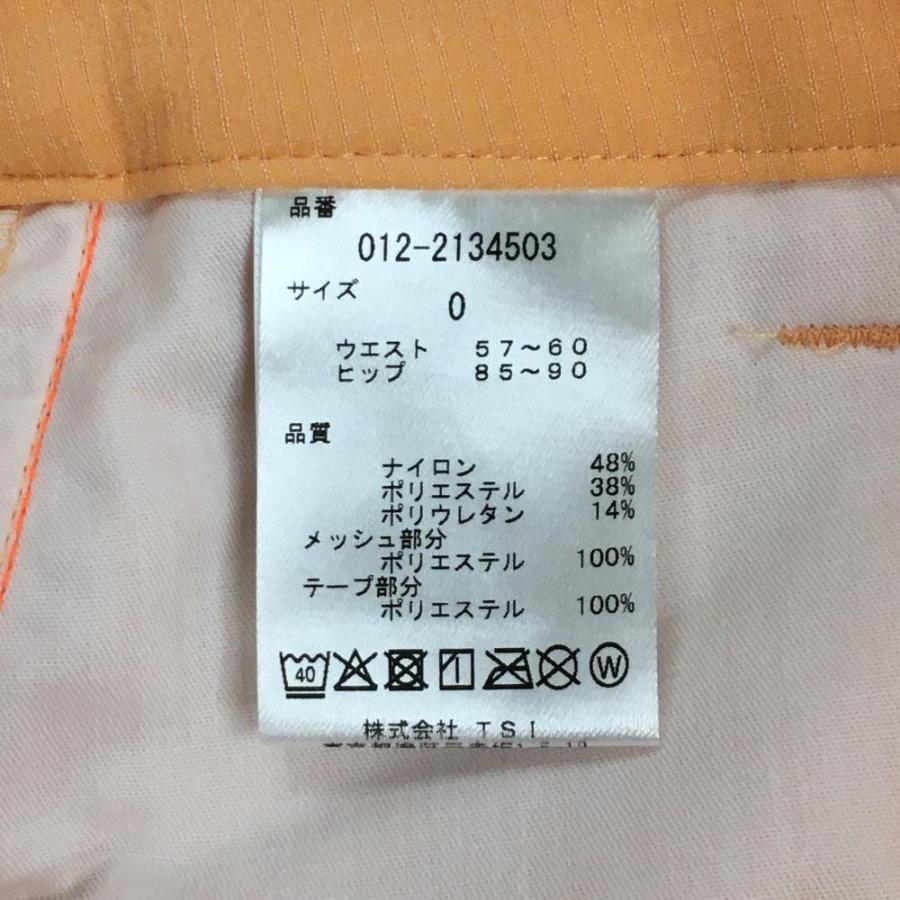 品番
012-2134503
サイズ
0
ウエスト 57～60
ヒップ 85～90
品質
ナイロン 48%
ポリエステル 38%
ポリウレタン 14%
メッシュ部分
ポリエステル 100%
テープ部分
ポリエステル 100%
40 W
株式会社 TSI